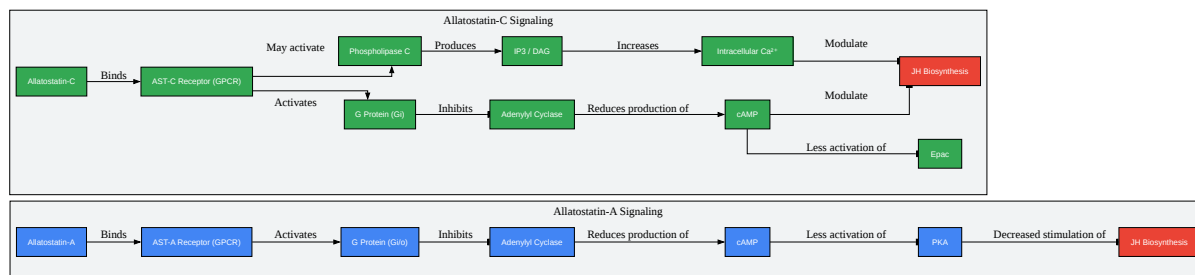 Allatostatin-C Signaling
May activate
Phospholipase C
Produces
IP3 / DAG
Increases
Intracellular Ca²⁺
Modulate
Allatostatin-C
Binds
AST-C Receptor (GPCR)
JH Biosynthesis
Activates
G Protein (Gi)
Inhibits
Adenylyl Cyclase
Reduces production of
cAMP
Modulate
Less activation of
Epac
Allatostatin-A Signaling
Allatostatin-A
Binds
AST-A Receptor (GPCR)
Activates
G Protein (Gi/o)
Inhibits
Adenylyl Cyclase
Reduces production of
cAMP
Less activation of
PKA
Decreased stimulation of
JH Biosynthesis